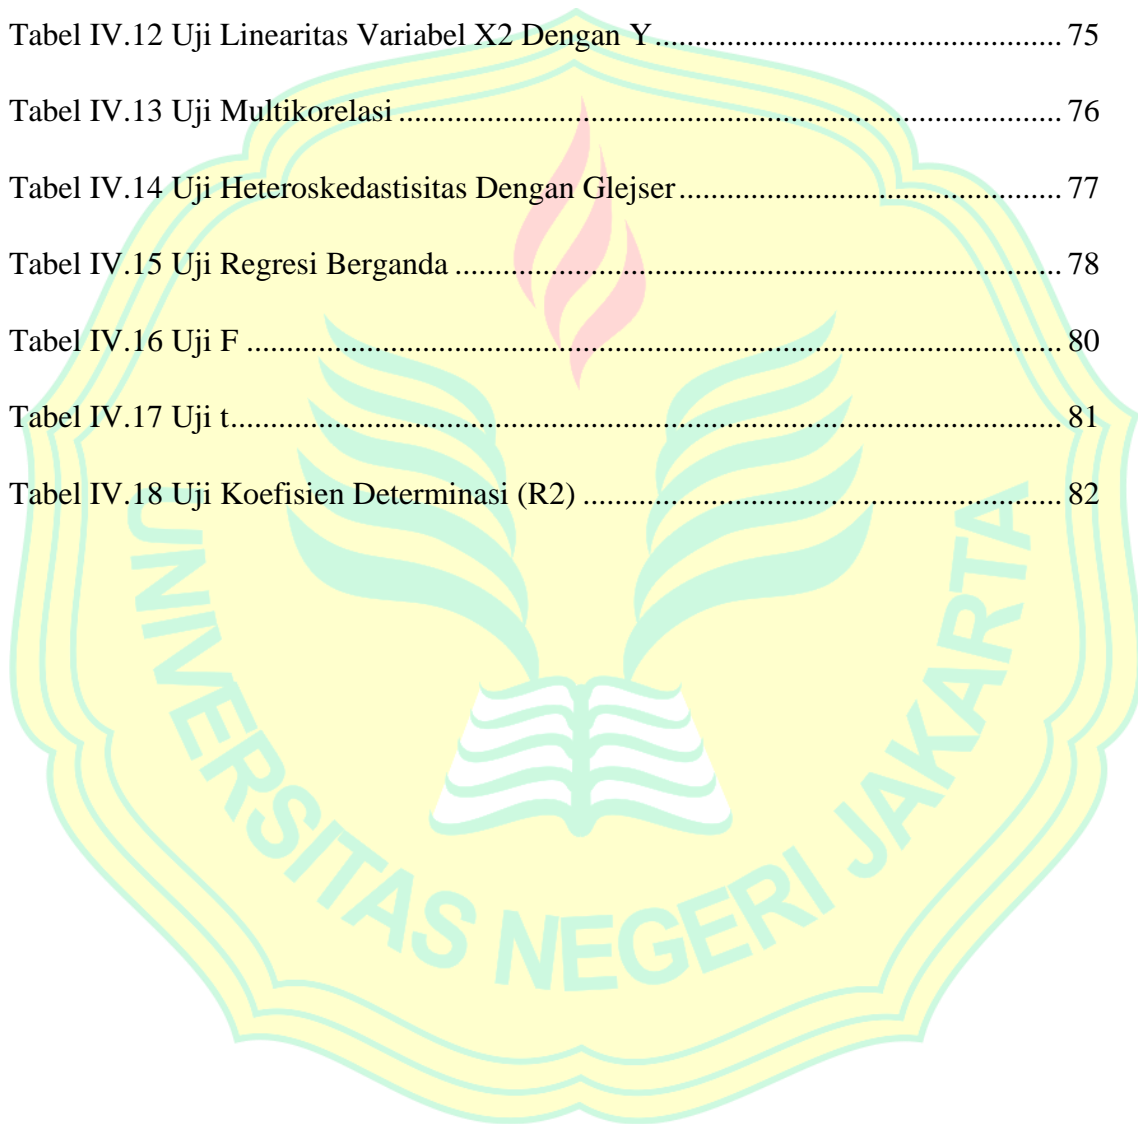 Tabel IV.12 Uji Linearitas Variabel X2 Dengan Y.................................................... 75
Tabel IV.13 Uji Multikorelasi.................................................................................... 76
Tabel IV.14 Uji Heteroskedastisitas Dengan Glejser................................................ 77
Tabel IV.15 Uji Regresi Berganda............................................................................. 78
Tabel IV.16 Uji F....................................................................................................... 80
Tabel IV.17 Uji t......................................................................................................... 81
Tabel IV.18 Uji Koefisien Determinasi (R2)............................................................. 82
UNIVERSITAS NEGERI JAKARTA